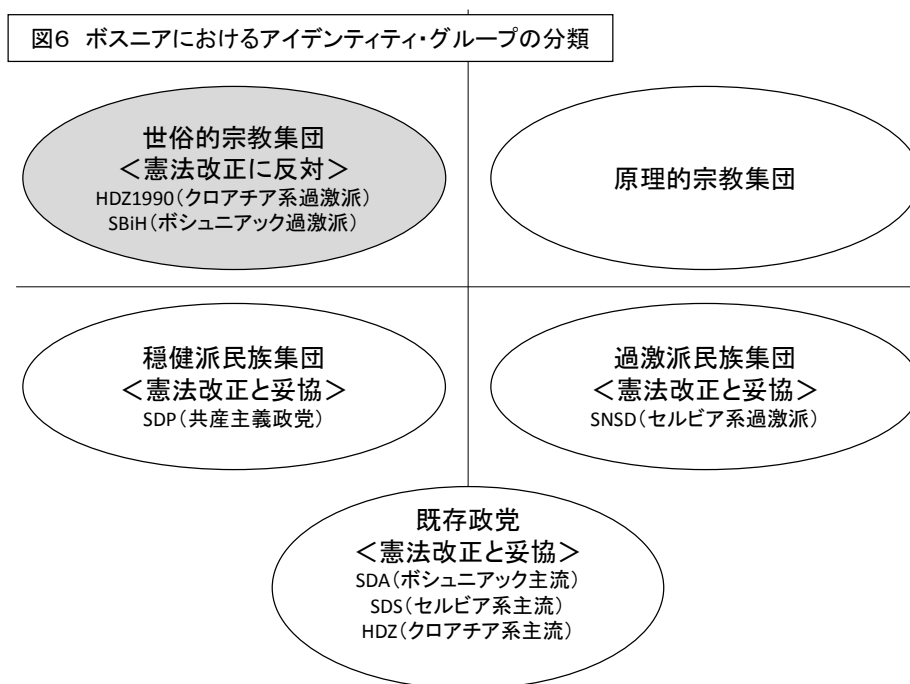 図6 ボスニアにおけるアイデンティティ・グループの分類
世俗的宗教集団
＜憲法改正に反対＞
HDZ1990(クロアチア系過激派)
SBiH(ボシュニアック過激派)
原理的宗教集団
穏健派民族集団
＜憲法改正と妥協＞
SDP(共産主義政党)
過激派民族集団
＜憲法改正と妥協＞
SNSD(セルビア系過激派)
既存政党
＜憲法改正と妥協＞
SDA(ボシュニアック主流)
SDS(セルビア系主流)
HDZ(クロアチア系主流)